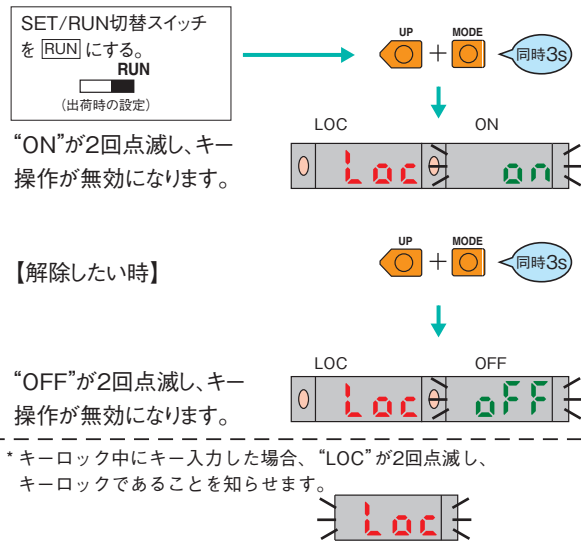 SET/RUN切替スイッチ
を RUN にする。
RUN
(出荷時の設定)
UP + MODE 同時3s
“ON”が2回点滅し、キー
操作が無効になります。
LOC ON
Loc on
【解除したい時】
UP + MODE 同時3s
“OFF”が2回点滅し、キー
操作が無効になります。
LOC OFF
Loc oFF
* キーロック中にキー入力した場合、“LOC”が2回点滅し、
キーロックであることを知らせます。
Loc